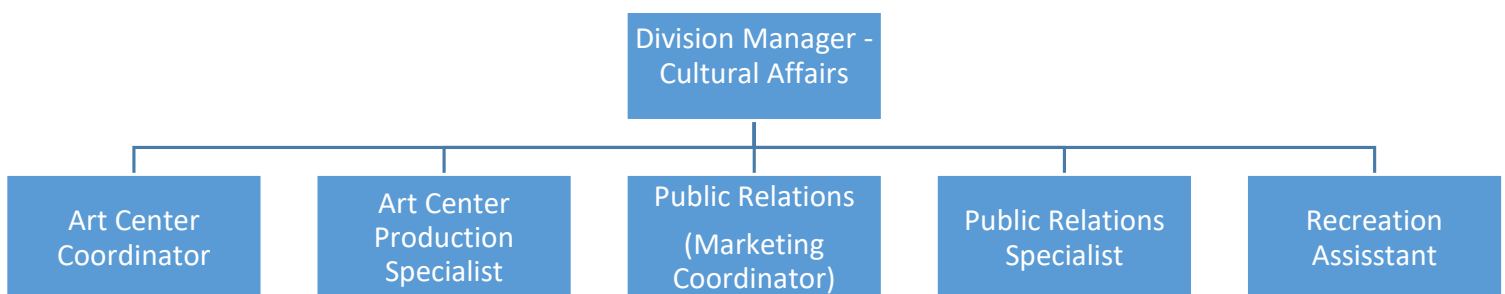 Division Manager -
Cultural Affairs
Art Center
Coordinator
Art Center
Production
Specialist
Public Relations
(Marketing
Coordinator)
Public Relations
Specialist
Recreation
Assisstant